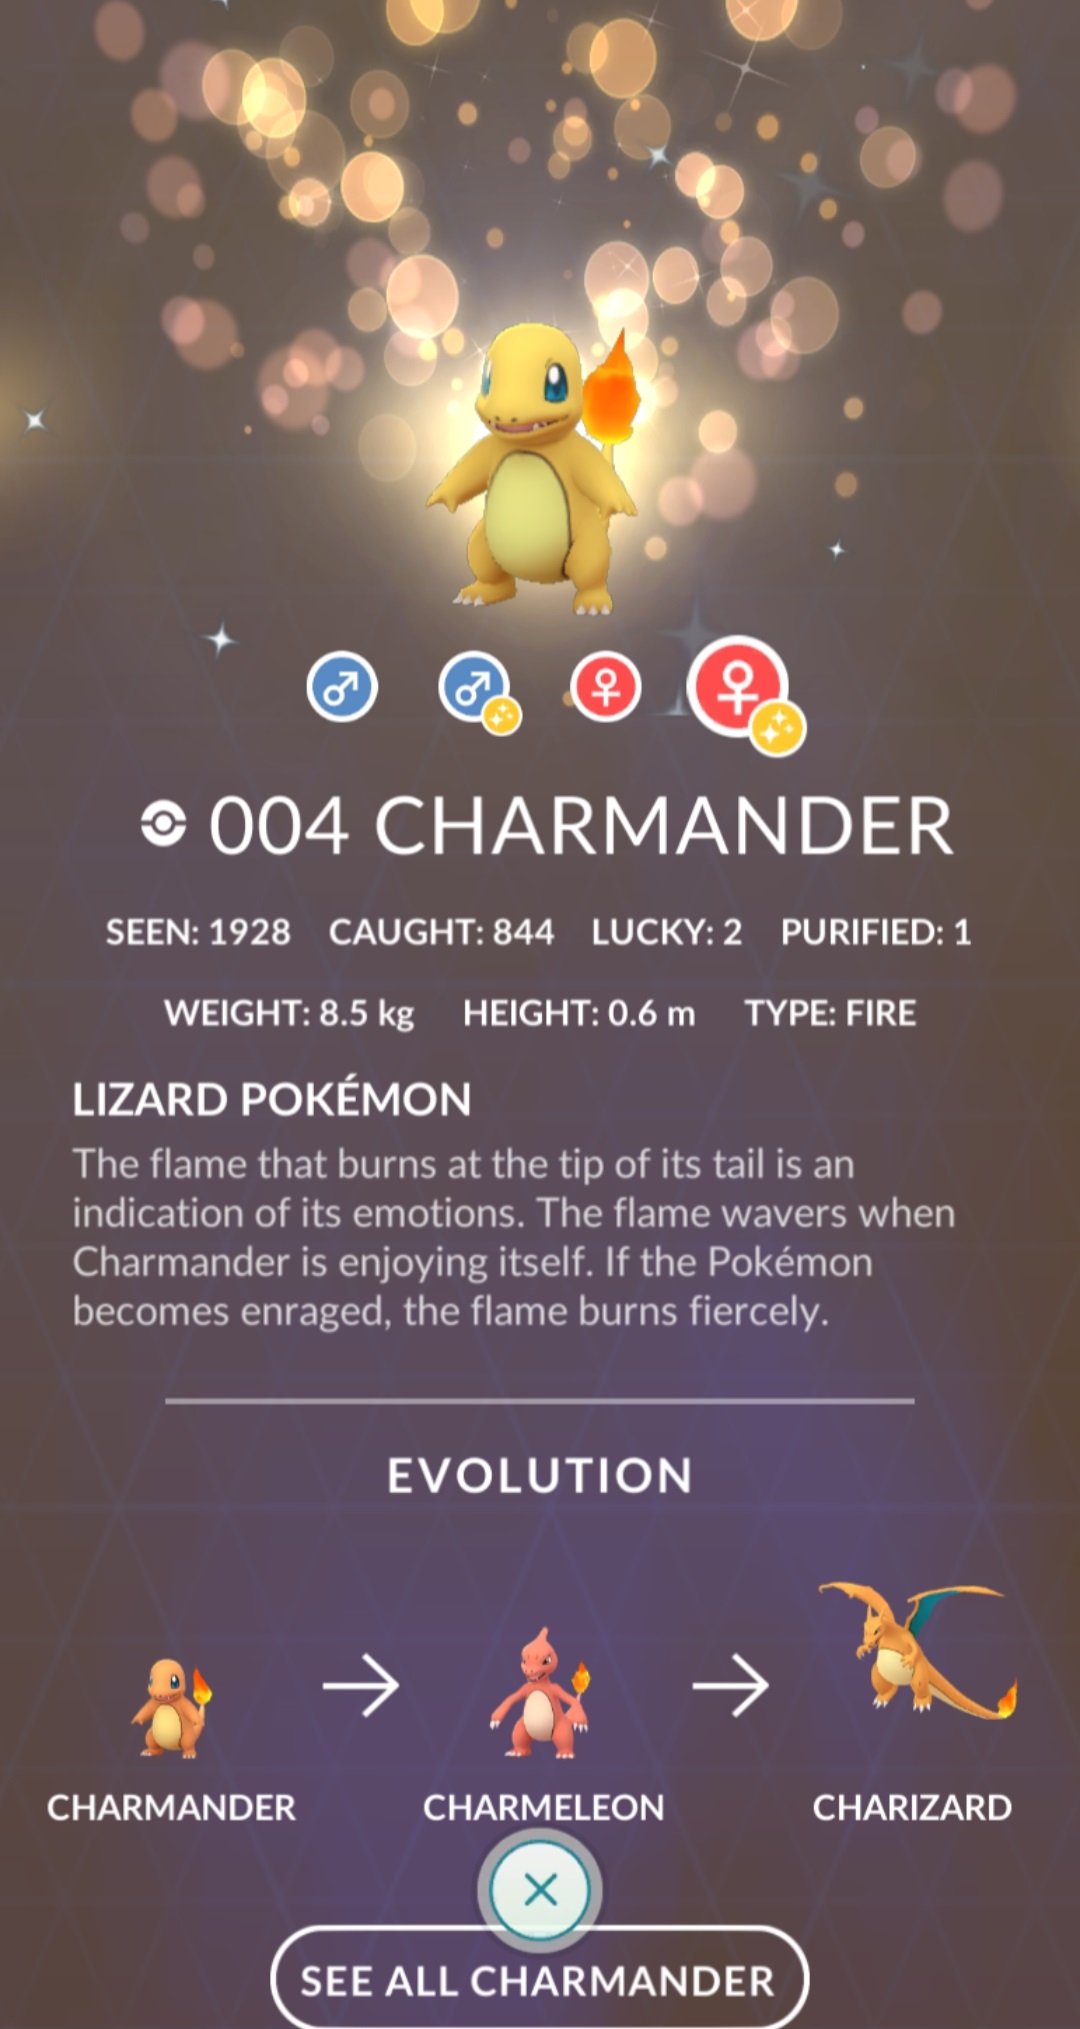 004 CHARMANDER
SEEN: 1928 CAUGHT: 844 LUCKY: 2 PURIFIED: 1
WEIGHT: 8.5 kg HEIGHT: 0.6 m TYPE: FIRE
LIZARD POKÉMON
The flame that burns at the tip of its tail is an
indication of its emotions. The flame wavers when
Charmander is enjoying itself. If the Pokémon
becomes enraged, the flame burns fiercely.
EVOLUTION
CHARMANDER CHARMELEON CHARIZARD
SEE ALL CHARMANDER